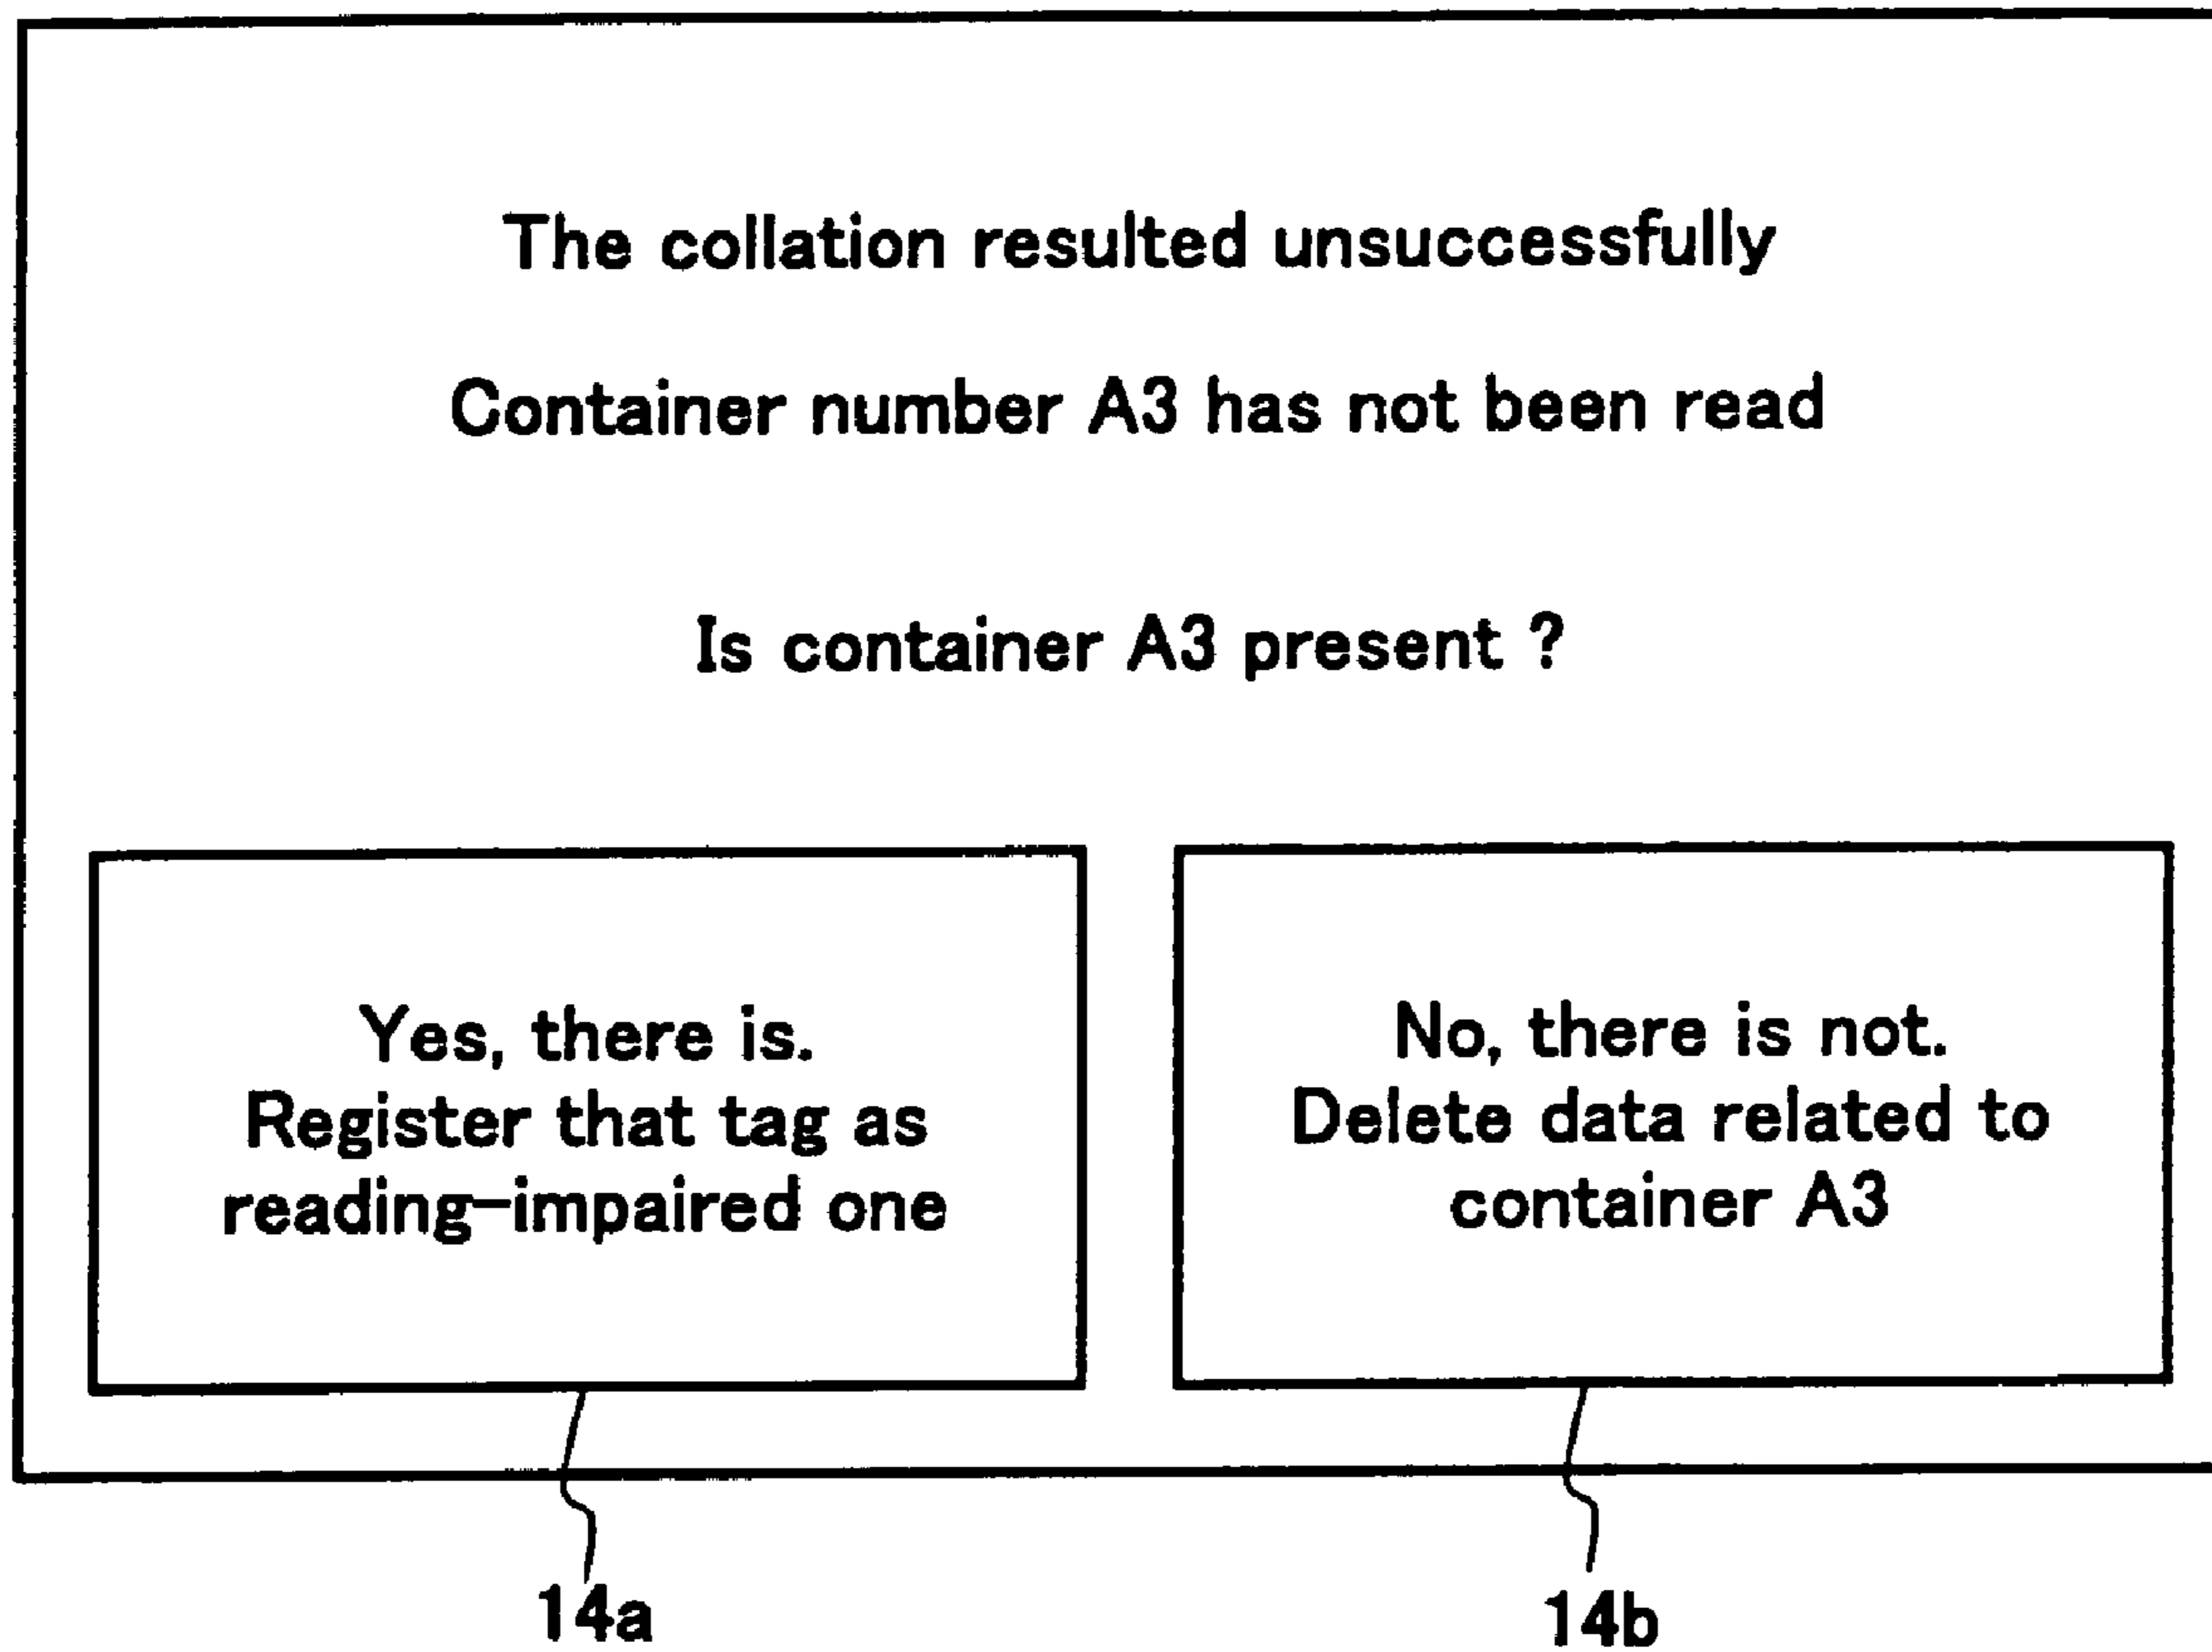 The collation resulted unsuccessfully
Container number A3 has not been read
Is container A3 present ?
Yes, there is.
Register that tag as
reading-impaired one
No, there is not.
Delete data related to
container A3
14a
14b